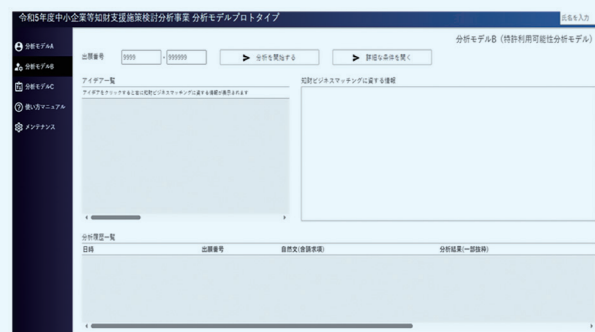 令和5年度中小企業等知財支援施策検討分析事業 分析モデルプロトタイプ
氏名を入力
分析モデルA
分析モデルB
分析モデルC
使い方マニュアル
メンテナンス
分析モデルB（特許利用可能性分析モデル）
出願番号 9999 - 999999 分析を開始する 詳細な条件を開く
アイデア一覧
アイデアをクリックすると右に知財ビジネスマッチングに資する情報が表示されます
知財ビジネスマッチングに資する情報
分析履歴一覧
日時 出願番号 自然文(含請求項) 分析結果(一部抜粋)